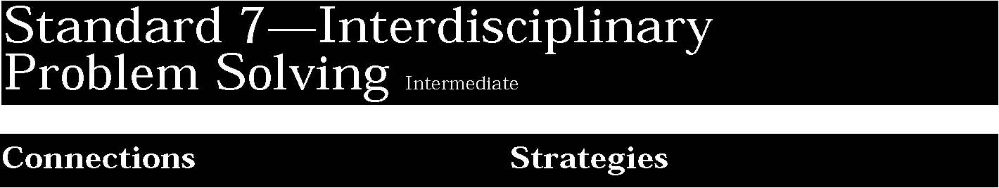 Standard 7—Interdisciplinary
Problem Solving Intermediate
Connections Strategies